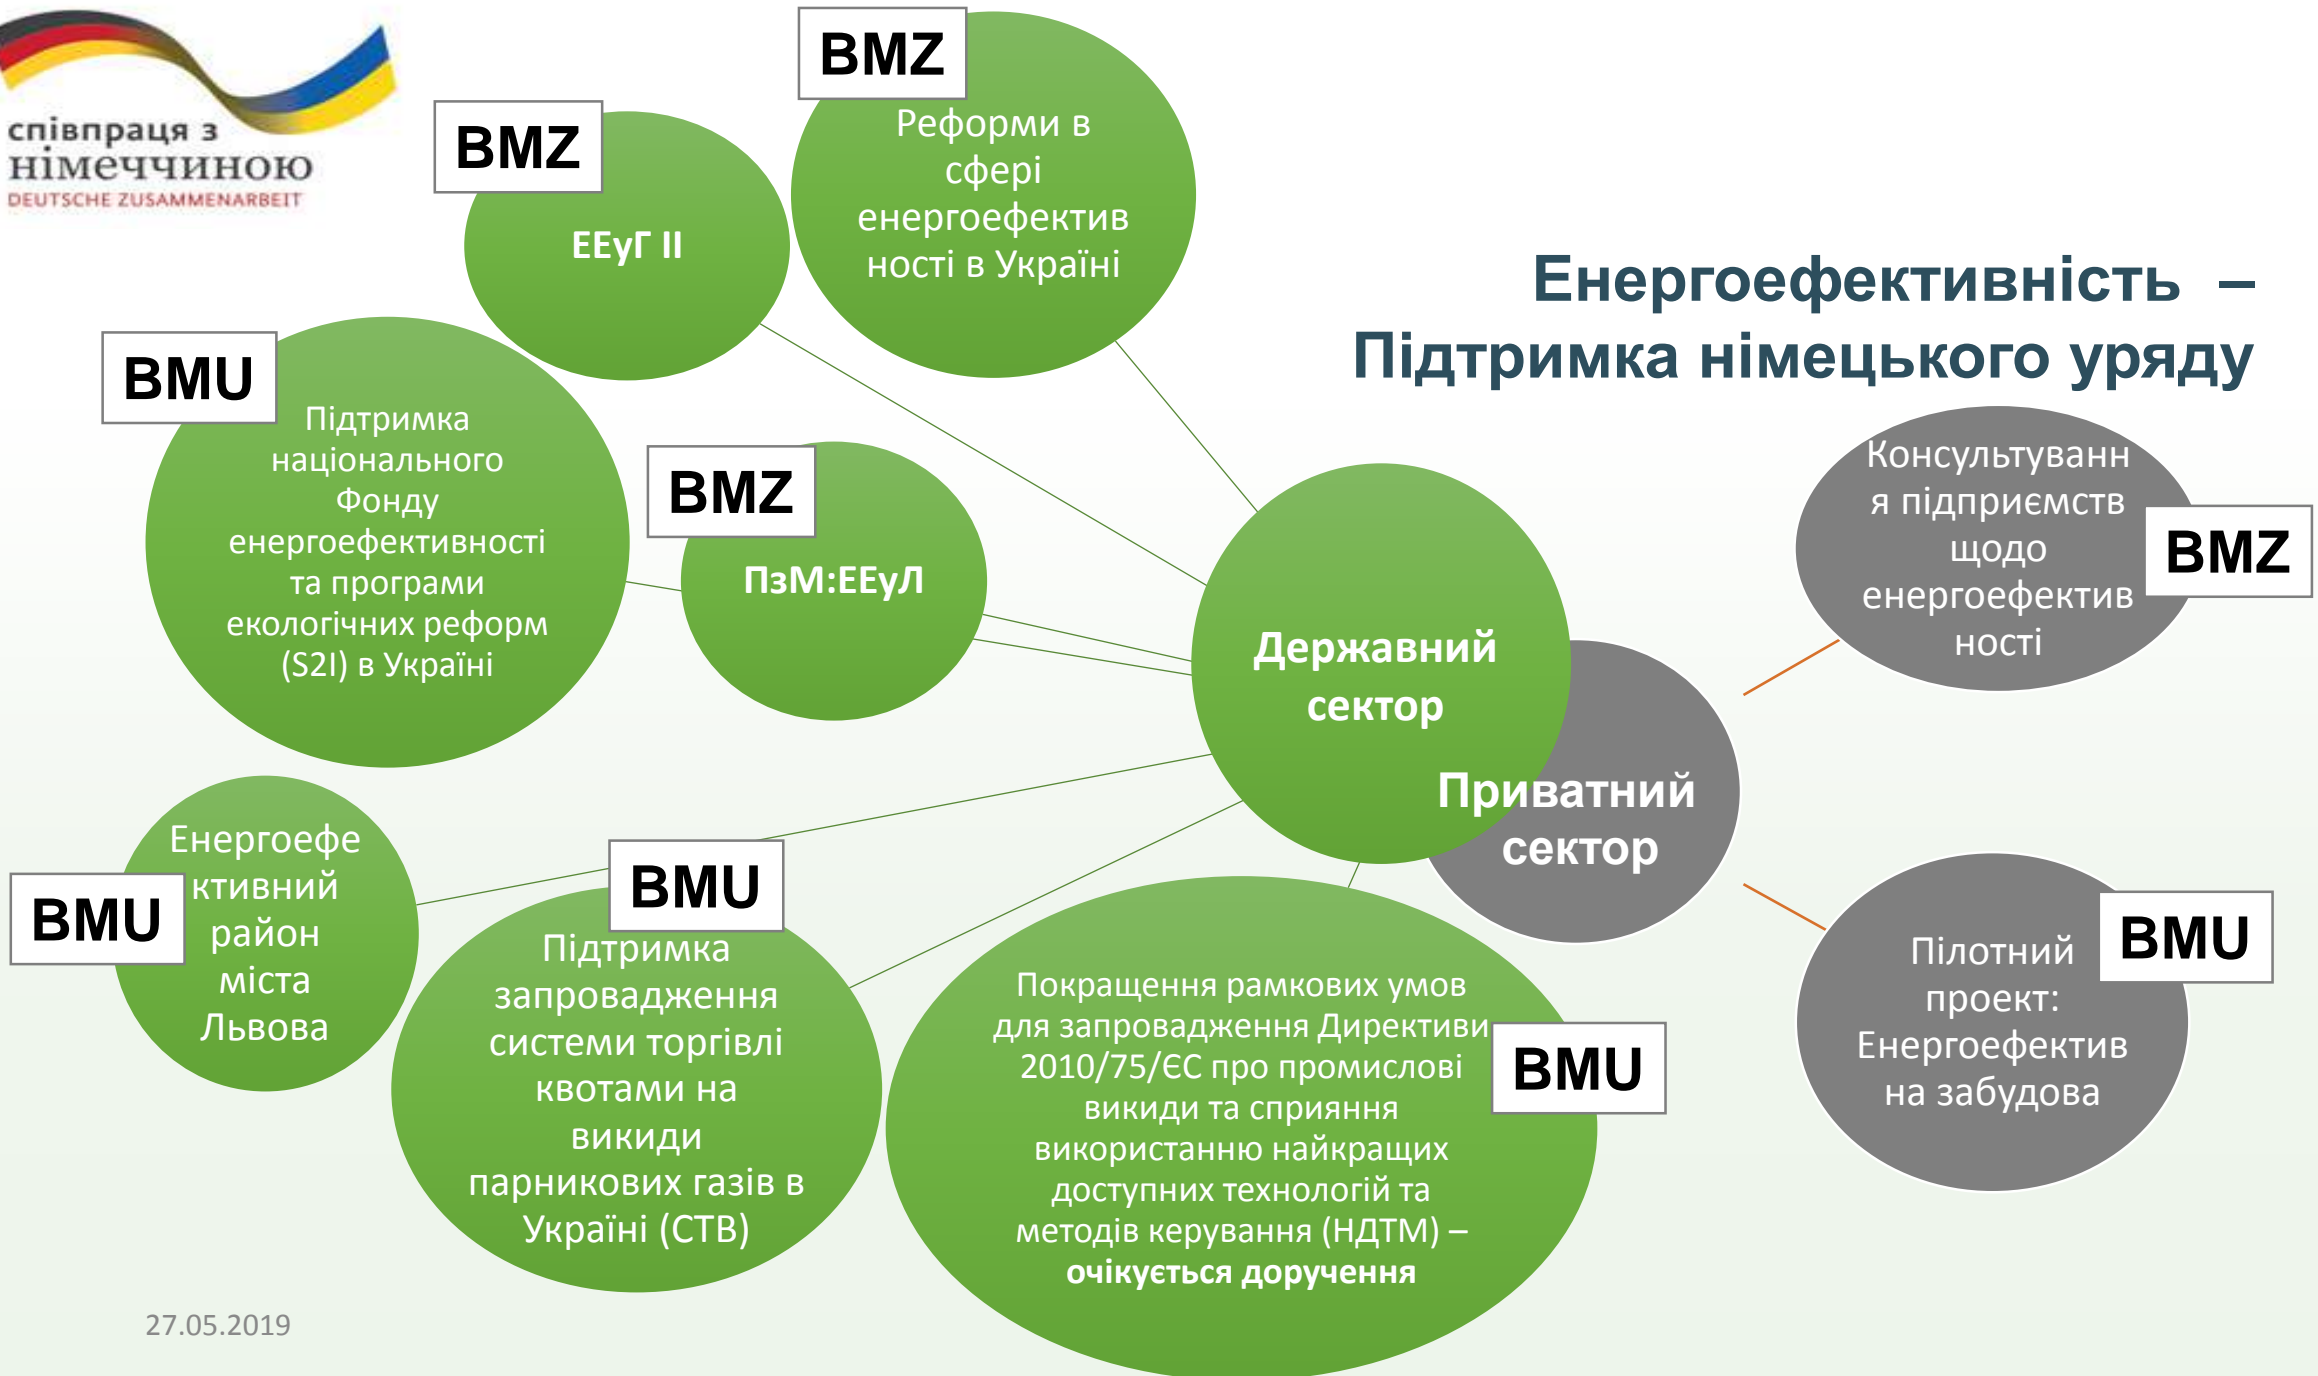 співпраця з
німеччиною
DEUTSCHE ZUSAMMENARBEIT
Енергоефективність –
Підтримка німецького уряду
BMZ
Реформи в
сфері
енергоефектив
ності в Україні
BMZ
ЕЕуГ ІІ
BMU
Підтримка
національного
Фонду
енергоефективності
та програми
екологічних реформ
(S2I) в Україні
BMZ
ПзМ:ЕЕуЛ
Державний
сектор
Приватний
сектор
Консультуванн
я підприємств
щодо
енергоефектив
ності
BMZ
BMU
Енергоефе
ктивний
район
міста
Львова
BMU
Підтримка
запровадження
системи торгівлі
квотами на
викиди
парникових газів в
Україні (СТВ)
Покращення рамкових умов
для запровадження Директиви
2010/75/ЄС про промислові
викиди та сприяння
використанню найкращих
доступних технологій та
методів керування (НДТМ) –
очікується доручення
BMU
Пілотний
проект:
Енергоефектив
на забудова
BMU
27.05.2019